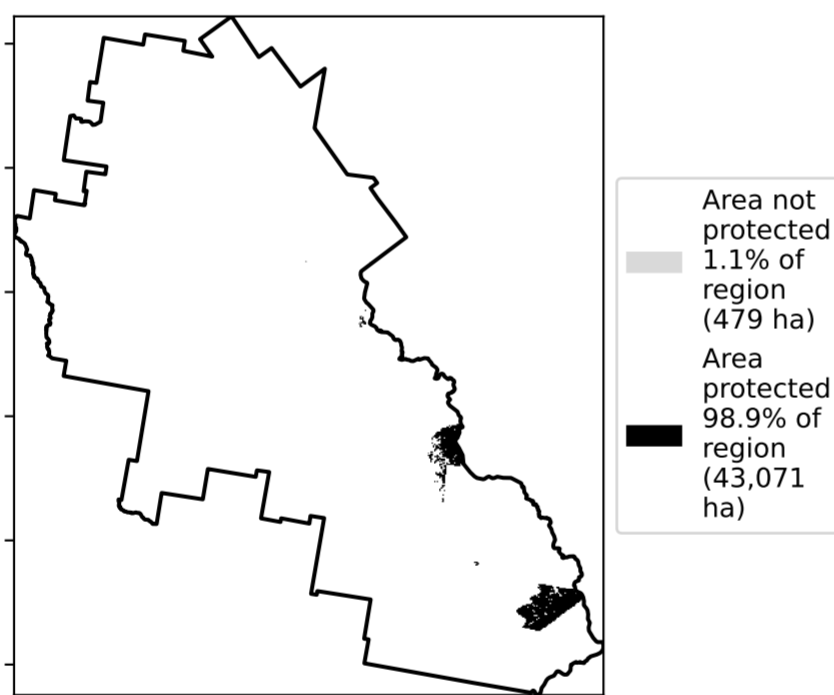 Area not
protected
1.1% of
region
(479 ha)
Area
protected
98.9% of
region
(43,071
ha)